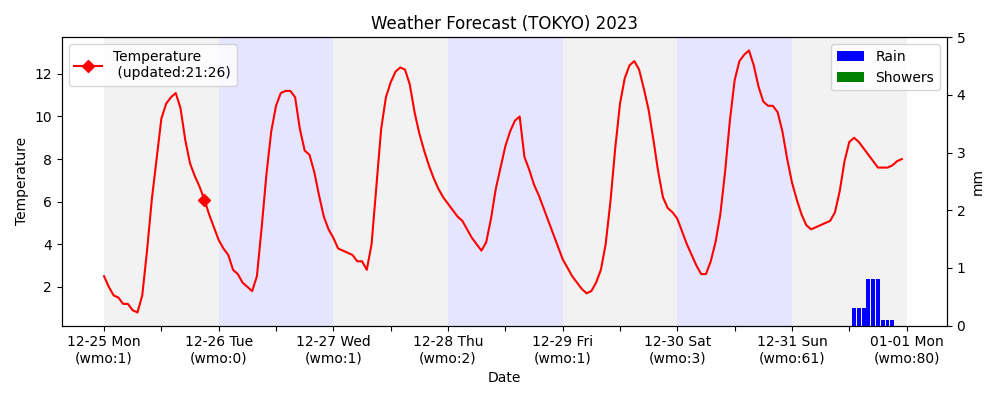 Weather Forecast (TOKYO) 2023
Temperature
(updated:21:26)
Rain
Showers
Temperature
12
10
8
6
4
2
5
4
3
2
1
0
mm
12-25 Mon
(wmo:1)
12-26 Tue
(wmo:0)
12-27 Wed
(wmo:1)
12-28 Thu
(wmo:2)
12-29 Fri
(wmo:1)
12-30 Sat
(wmo:3)
12-31 Sun
(wmo:61)
01-01 Mon
(wmo:80)
Date